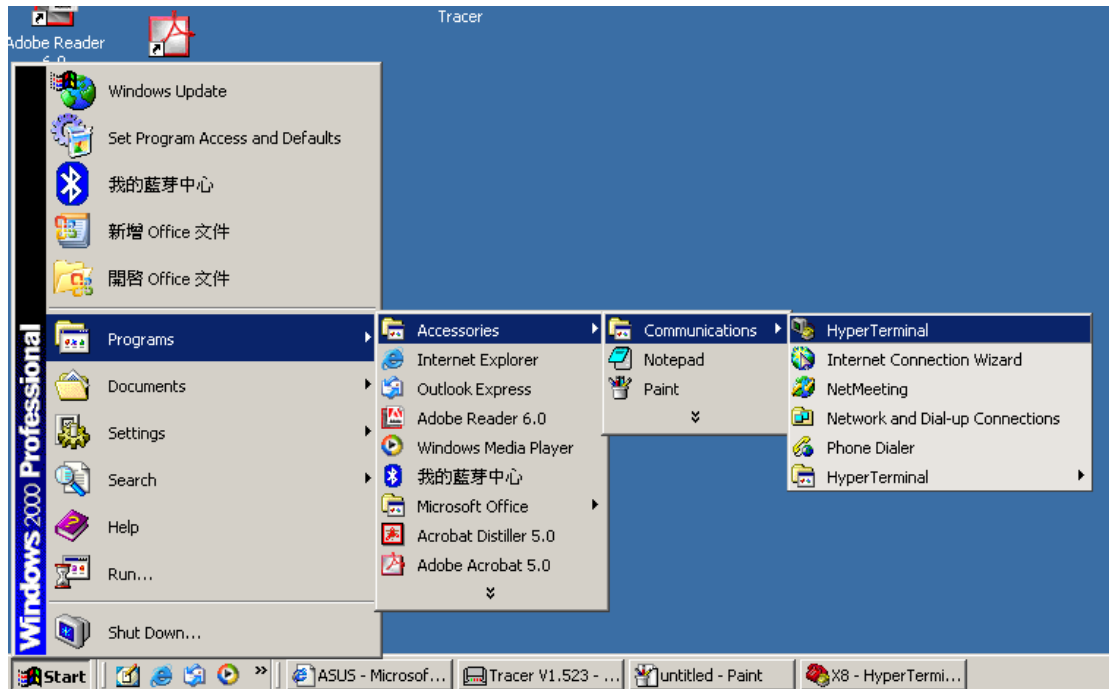 Tracer
Adobe Reader
6.0
Windows Update
Set Program Access and Defaults
我的藍芽中心
新增 Office 文件
開啓 Office 文件
Programs
Documents
Settings
Search
Help
Run...
Shut Down...
Windows 2000 Professional
Accessories
Internet Explorer
Outlook Express
Adobe Reader 6.0
Windows Media Player
我的藍芽中心
Microsoft Office
Acrobat Distiller 5.0
Adobe Acrobat 5.0
Communications
Notepad
Paint
HyperTerminal
Internet Connection Wizard
NetMeeting
Network and Dial-up Connections
Phone Dialer
HyperTerminal
Start
ASUS - Microsof...
Tracer V1.523 - ...
untitled - Paint
X8 - HyperTermi...